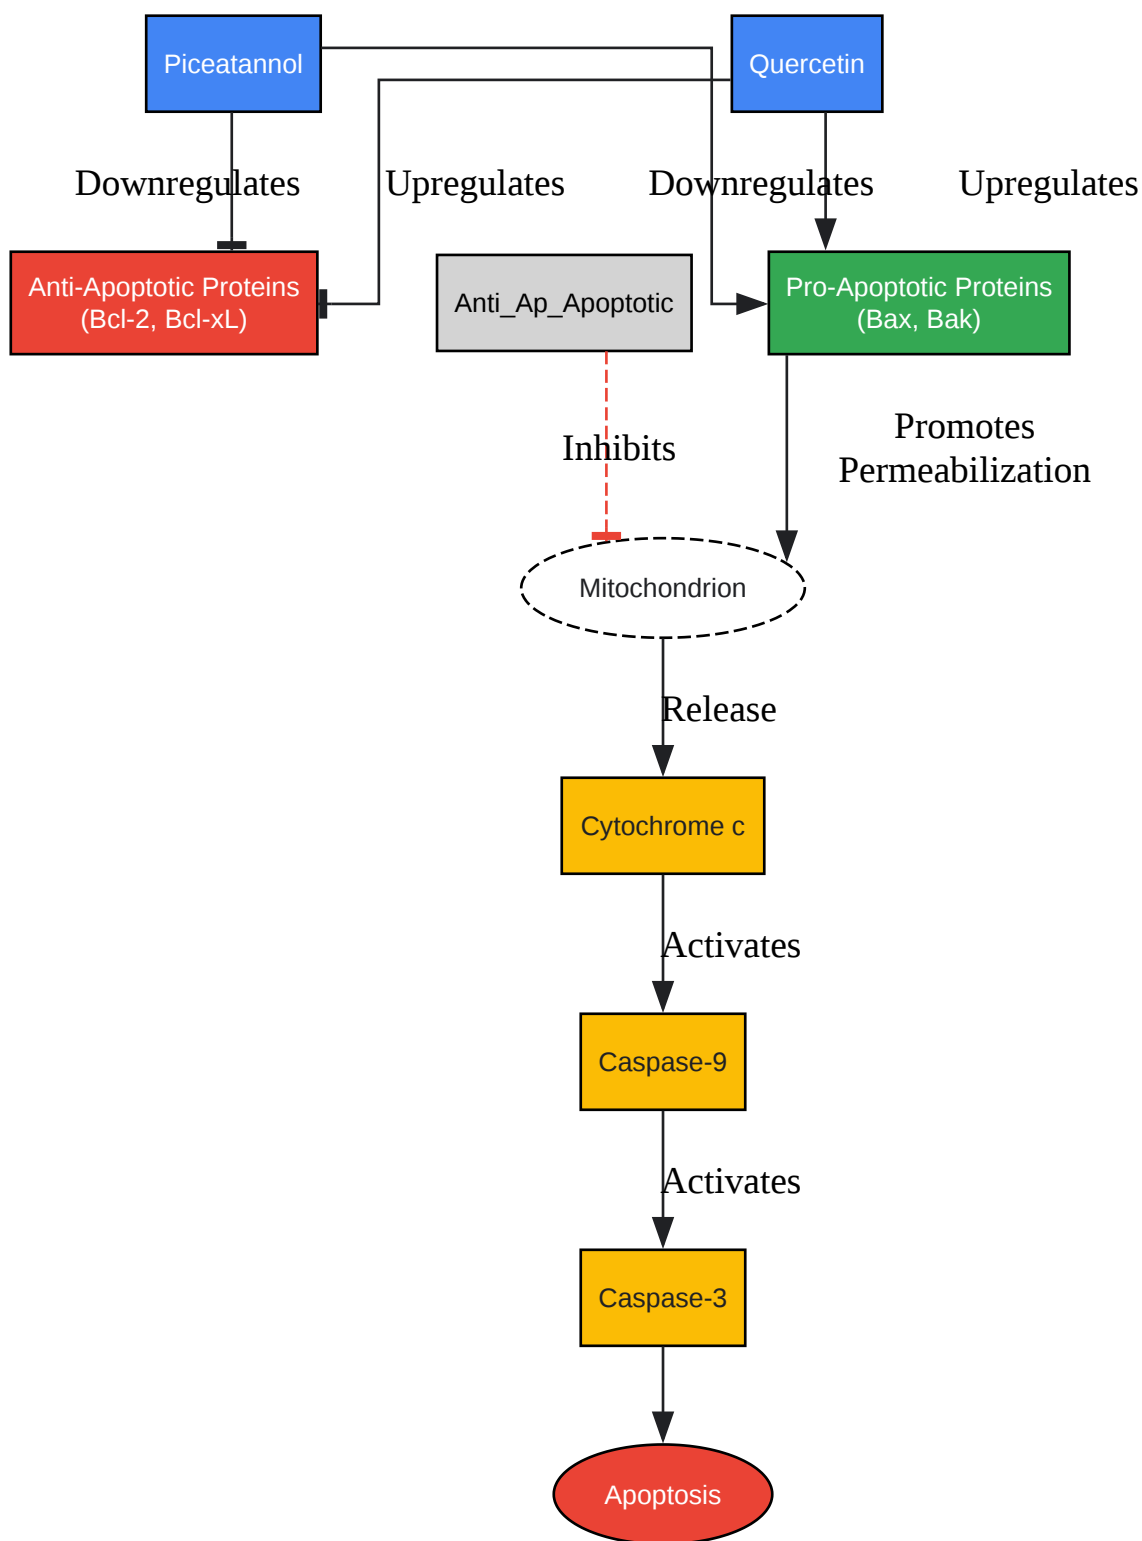 Piceatannol
Quercetin
Downregulates
Upregulates
Downregulates
Upregulates
Anti-Apoptotic Proteins
(Bcl-2, Bcl-xL)
Anti_Ap_Apoptotic
Pro-Apoptotic Proteins
(Bax, Bak)
Inhibits
Promotes
Permeabilization
Mitochondrion
Release
Cytochrome c
Activates
Caspase-9
Activates
Caspase-3
Apoptosis